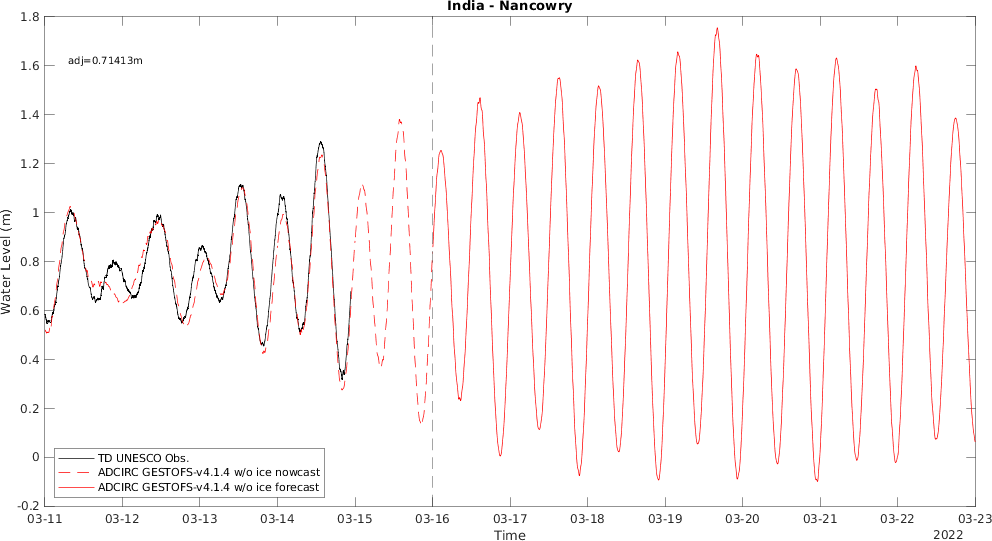 India - Nancowry
1.8
1.6
1.4
1.2
1
0.8
0.6
0.4
0.2
0
-0.2
Water Level (m)
adj=0.71413m
TD UNESCO Obs.
ADCIRC GESTOFS-v4.1.4 w/o ice nowcast
ADCIRC GESTOFS-v4.1.4 w/o ice forecast
03-11 03-12 03-13 03-14 03-15 03-16 03-17 03-18 03-19 03-20 03-21 03-22 03-23
Time
2022